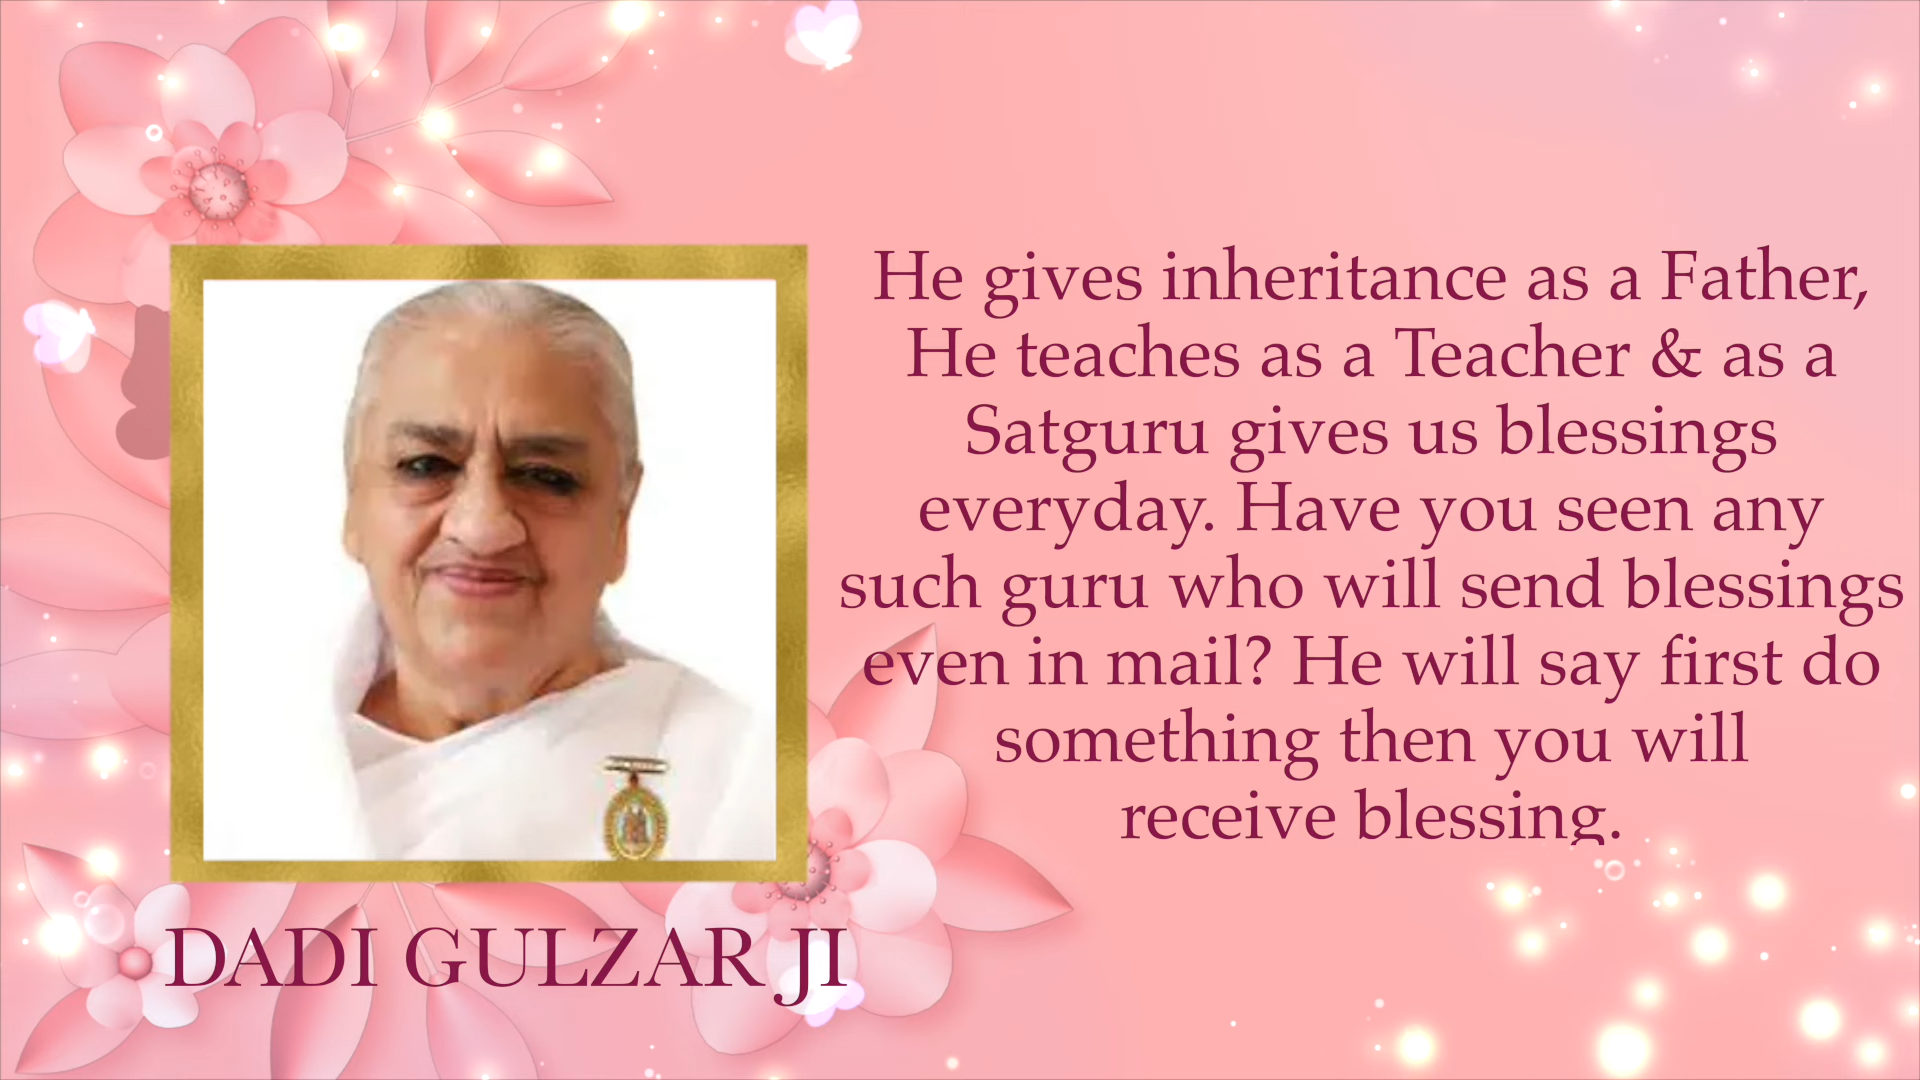 He gives inheritance as a Father,
He teaches as a Teacher & as a
Satguru gives us blessings
everyday. Have you seen any
such guru who will send blessings
even in mail? He will say first do
something then you will
receive blessing.
DADI GULZAR JI